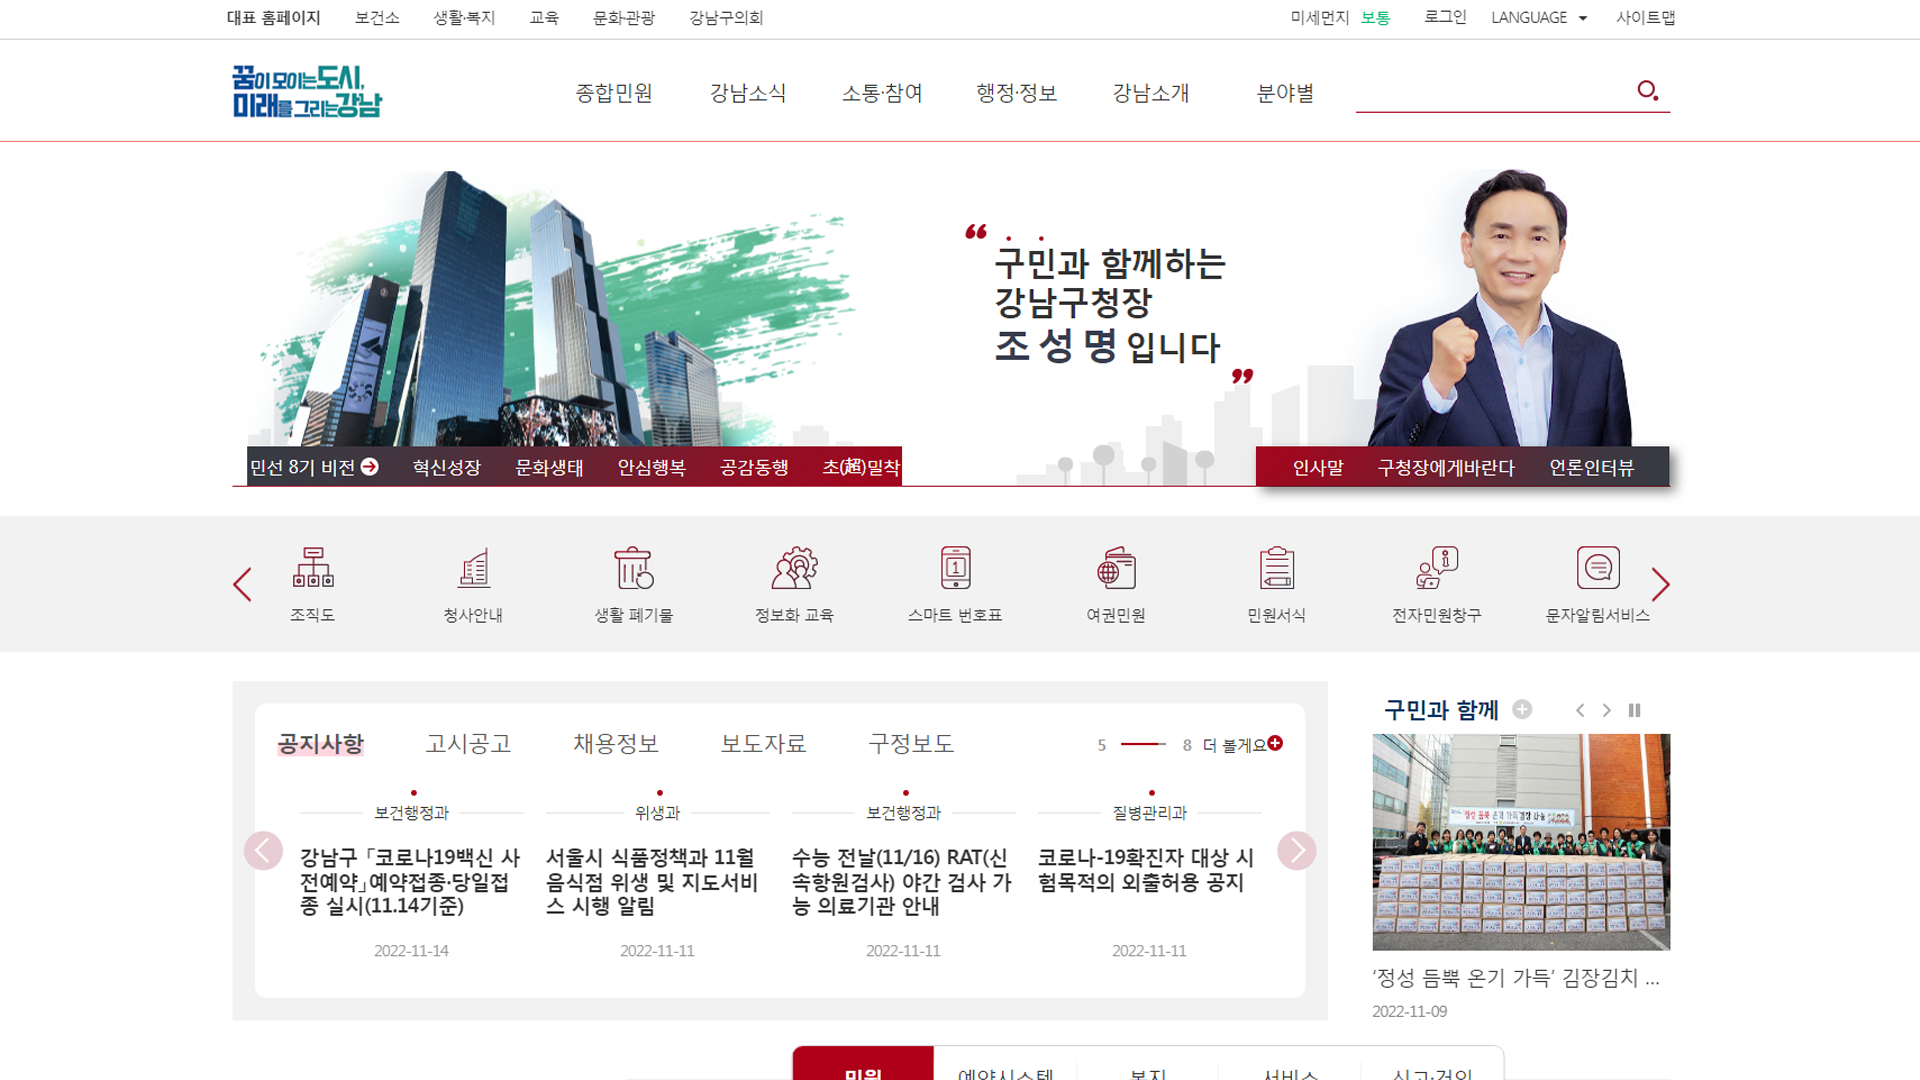 대표 홈페이지 보건소 생활·복지 교육 문화·관광 강남구의회 미세먼지 보통 로그인 LANGUAGE 사이트맵
꿈이 모이는 도시,
미래를 그리는 강남
종합민원 강남소식 소통·참여 행정·정보 강남소개 분야별
“구민과 함께하는
강남구청장
조성명 입니다”
민선 8기 비전 혁신성장 문화생태 안심행복 공감동행 초(超)밀착
인사말 구청장에게바란다 언론인터뷰
조직도 청사안내 생활 폐기물 정보화 교육 스마트 번호표 여권민원 민원서식 전자민원창구 문자알림서비스
공지사항 고시공고 채용정보 보도자료 구정보도 5 8 더 볼게요
보건행정과
강남구 「코로나19백신 사
전예약」예약접종·당일접
종 실시(11.14기준)
2022-11-14
위생과
서울시 식품정책과 11월
음식점 위생 및 지도서비
스 시행 알림
2022-11-11
보건행정과
수능 전날(11/16) RAT(신
속항원검사) 야간 검사 가
능 의료기관 안내
2022-11-11
질병관리과
코로나-19확진자 대상 시
험목적의 외출허용 공지
2022-11-11
구민과 함께
‘정성 듬뿍 온기 가득’ 김장김치 ...
2022-11-09
민원 예약시스템 복지 서비스 신고·건의